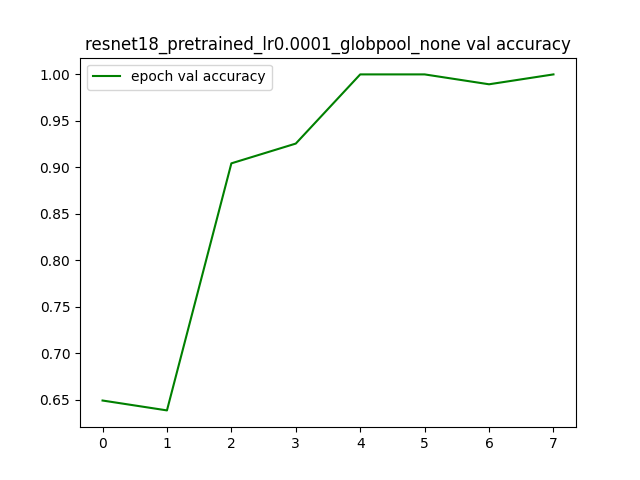 resnet18_pretrained_lr0.0001_globpool_none val accuracy
epoch val accuracy
1.00
0.95
0.90
0.85
0.80
0.75
0.70
0.65
0 1 2 3 4 5 6 7